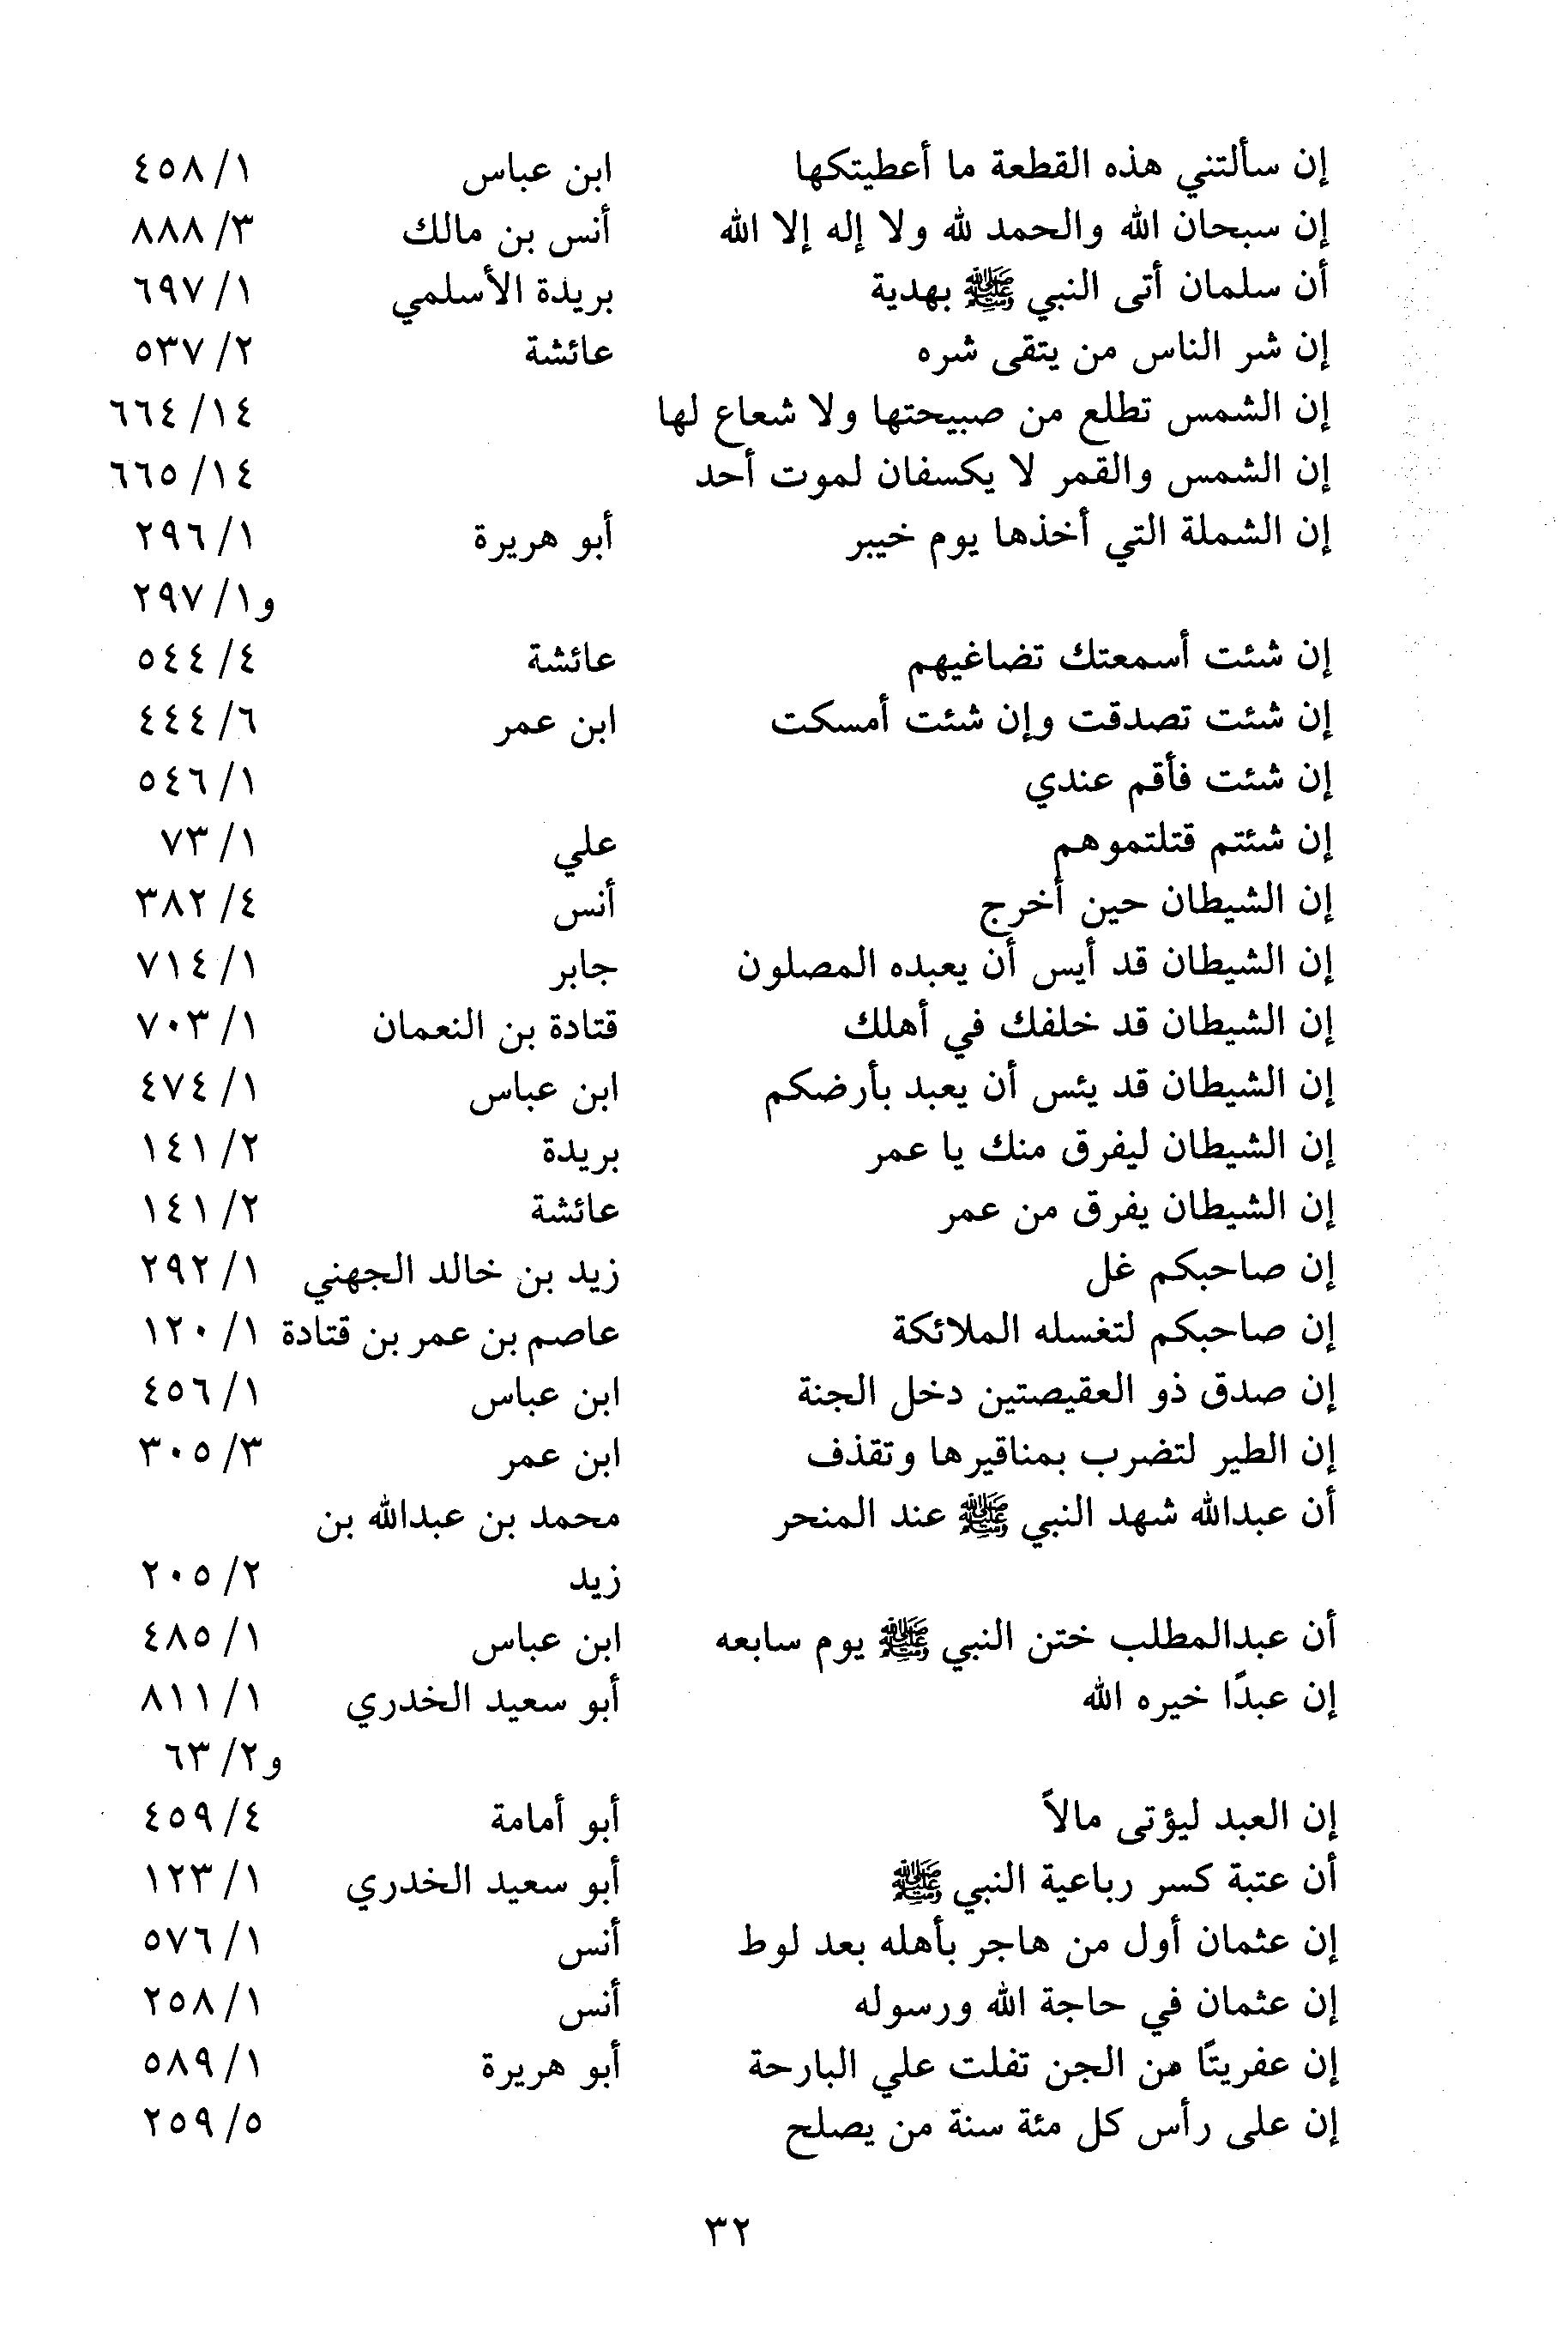 إن سألتني هذه القطعة ما أعطيتكها ابن عباس ١/ ٤٥٨
إن سبحان الله والحمد لله ولا إله إلا الله أنس بن مالك ٣/ ٨٨٨
أن سلمان أتى النبي ﷺ بهدية بريدة الأسلمي ١/ ٦٩٧
إن شر الناس من يتقى شره عائشة ٢/ ٥٣٧
إن الشمس تطلع من صبيحتها ولا شعاع لها ١٤/ ٦٦٤
إن الشمس والقمر لا يكسفان لموت أحد ١٤/ ٦٦٥
إن الشملة التي أخذها يوم خيبر أبو هريرة ١/ ٢٩٦
و١/ ٢٩٧
إن شئت أسمعتك تضاغيهم عائشة ٤/ ٥٤٤
إن شئت تصدقت وإن شئت أمسكت ابن عمر ٦/ ٤٤٤
إن شئت فأقم عندي ١/ ٥٤٦
إن شئتم قتلتموهم علي ١/ ٧٣
إن الشيطان حين أخرج أنس ٤/ ٣٨٢
إن الشيطان قد أيس أن يعبده المصلون جابر ١/ ٧١٤
إن الشيطان قد خلفك في أهلك قتادة بن النعمان ١/ ٧٠٣
إن الشيطان قد يئس أن يعبد بأرضكم ابن عباس ١/ ٤٧٤
إن الشيطان ليفرق منك يا عمر بريدة ٢/ ١٤١
إن الشيطان يفرق من عمر عائشة ٢/ ١٤١
إن صاحبكم غل زيد بن خالد الجهني ١/ ٢٩٢
إن صاحبكم لتغسله الملائكة عاصم بن عمر بن قتادة ١/ ١٢٠
إن صدق ذو العقيصتين دخل الجنة ابن عباس ١/ ٤٥٦
إن الطير لتضرب بمناقيرها وتقذف ابن عمر ٣/ ٣٠٥
أن عبدالله شهد النبي ﷺ عند المنحر محمد بن عبدالله بن
زيد ٢/ ٢٠٥
أن عبدالمطلب ختن النبي ﷺ يوم سابعه ابن عباس ١/ ٤٨٥
إن عبدًا خيره الله أبو سعيد الخدري ١/ ٨١١
و٢/ ٦٣
إن العبد ليؤتى مالاً أبو أمامة ٤/ ٤٥٩
أن عتبة كسر رباعية النبي ﷺ أبو سعيد الخدري ١/ ١٢٣
إن عثمان أول من هاجر بأهله بعد لوط أنس ١/ ٥٧٦
إن عثمان في حاجة الله ورسوله أنس ١/ ٢٥٨
إن عفريتًا من الجن تفلت علي البارحة أبو هريرة ١/ ٥٨٩
إن على رأس كل مئة سنة من يصلح ٥/ ٢٥٩
٣٢